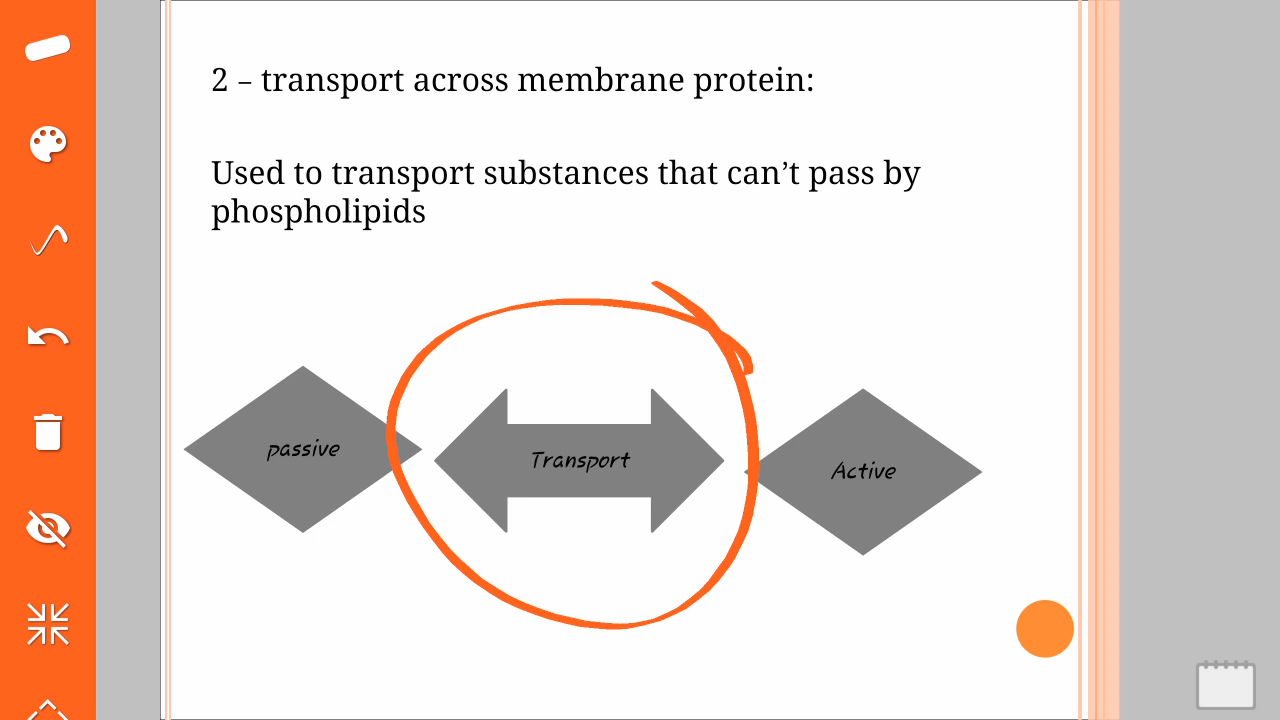 2 – transport across membrane protein:
Used to transport substances that can’t pass by
phospholipids
passive
Transport
Active